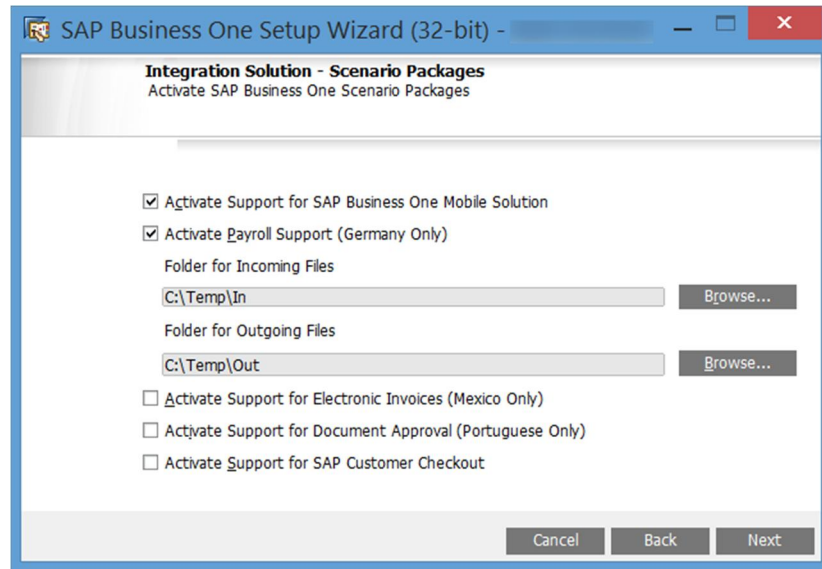 SAP Business One Setup Wizard (32-bit) -
Integration Solution - Scenario Packages
Activate SAP Business One Scenario Packages
Activate Support for SAP Business One Mobile Solution
Activate Payroll Support (Germany Only)
Folder for Incoming Files
C:\Temp\In
Browse...
Folder for Outgoing Files
C:\Temp\Out
Browse...
Activate Support for Electronic Invoices (Mexico Only)
Activate Support for Document Approval (Portuguese Only)
Activate Support for SAP Customer Checkout
Cancel Back Next